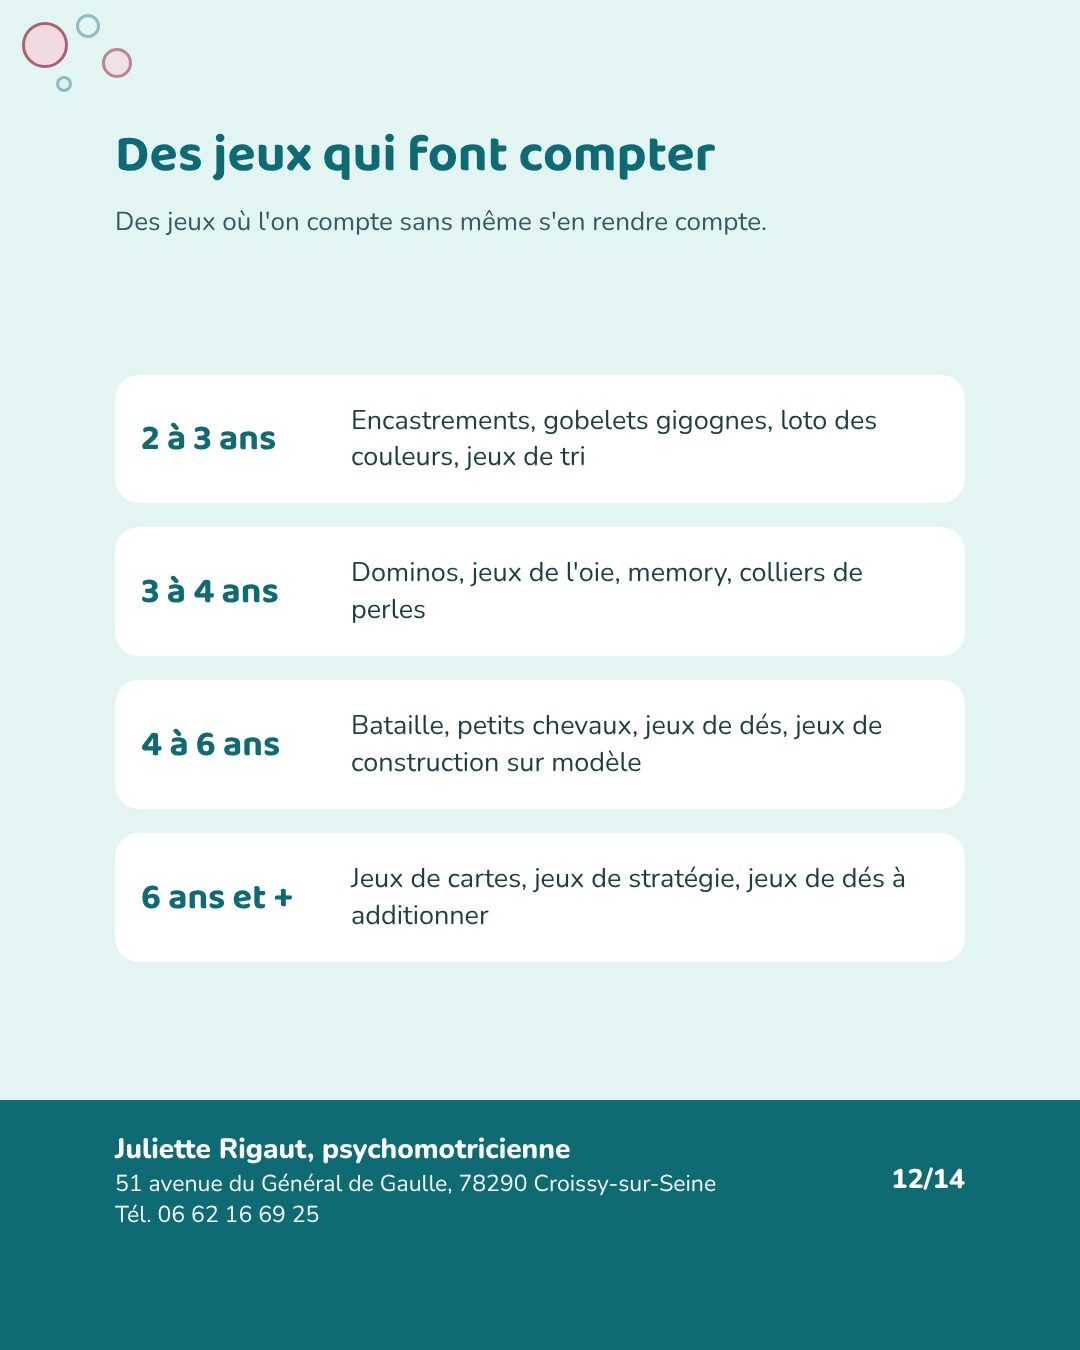 Des jeux qui font compter
Des jeux où l'on compte sans même s'en rendre compte.
2 à 3 ans
Encastrements, gobelets gigognes, loto des
couleurs, jeux de tri
3 à 4 ans
Dominos, jeux de l'oie, memory, colliers de
perles
4 à 6 ans
Bataille, petits chevaux, jeux de dés, jeux de
construction sur modèle
6 ans et +
Jeux de cartes, jeux de stratégie, jeux de dés à
additionner
Juliette Rigaut, psychomotricienne
51 avenue du Général de Gaulle, 78290 Croissy-sur-Seine
Tél. 06 62 16 69 25
12/14